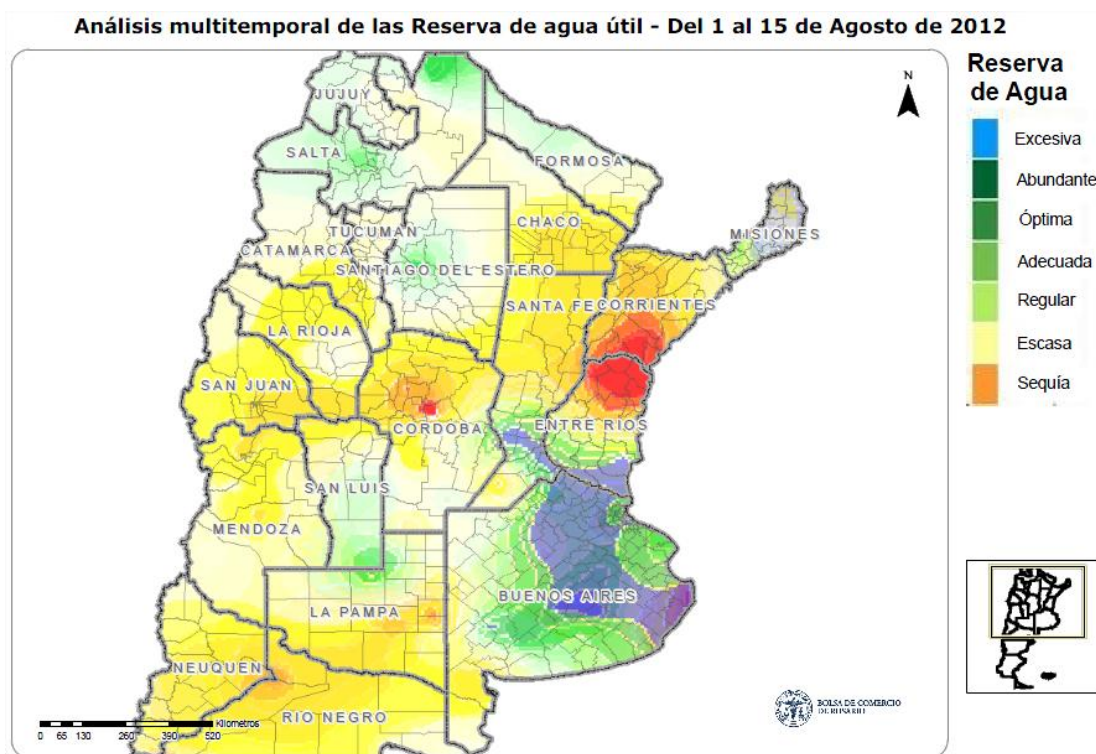 Análisis multitemporal de las Reserva de agua útil - Del 1 al 15 de Agosto de 2012
Reserva
de Agua
Excesiva
Abundante
Óptima
Adecuada
Regular
Escasa
Sequía
N
JUJUY
SALTA
FORMOSA
CHACO
MISIONES
TUCUMAN
CATAMARCA
SANTIAGO DEL ESTERO
SANTA FE
CORRIENTES
LA RIOJA
SAN JUAN
CORDOBA
ENTRE RIOS
SAN LUIS
MENDOZA
BUENOS AIRES
LA PAMPA
NEUQUEN
RIO NEGRO
0 65 130 260 390 520 Kilometros
BOLSA DE COMERCIO
DE ROSARIO